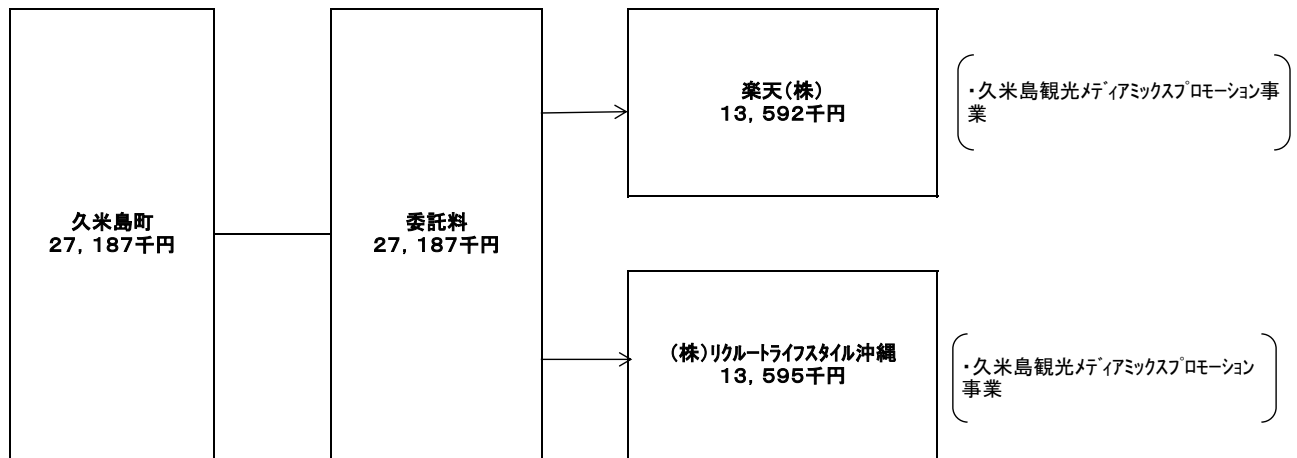 久米島町
27, 187千円
委託料
27, 187千円
楽天(株)
13, 592千円
・久米島観光ﾒﾃﾞｨｱﾐｯｸｽﾌﾟﾛﾓｰｼｮﾝ事
業
(株)ﾘｸﾙｰﾄﾗｲﾌｽﾀｲﾙ沖縄
13, 595千円
・久米島観光ﾒﾃﾞｨｱﾐｯｸｽﾌﾟﾛﾓｰｼｮﾝ
事業